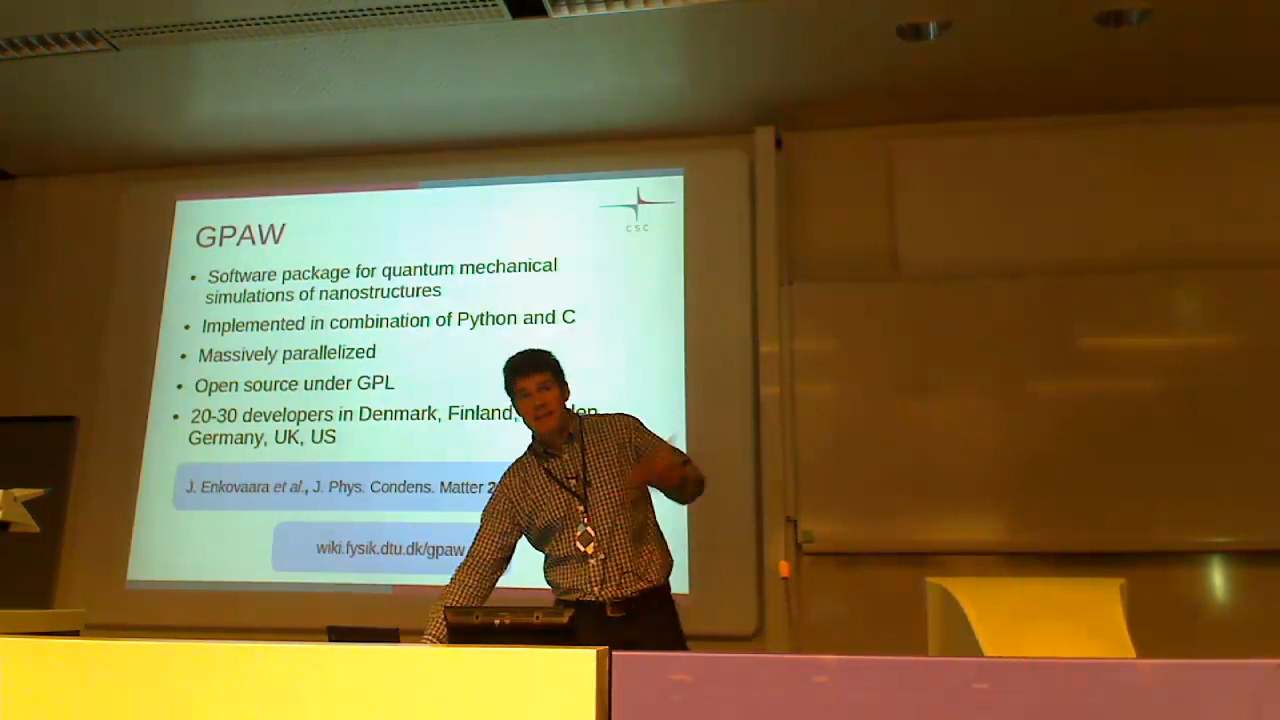 CSC
GPAW
• Software package for quantum mechanical
simulations of nanostructures
• Implemented in combination of Python and C
• Massively parallelized
• Open source under GPL
• 20-30 developers in Denmark, Finland,
Germany, UK, US
J. Enkovaara et al., J. Phys. Condens. Matter
wiki.fysik.dtu.dk/gpaw